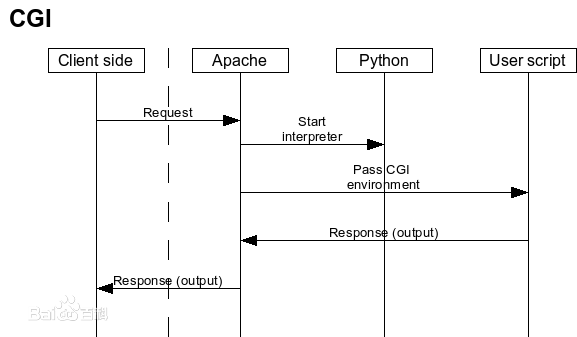 CGI
Client side
Apache
Python
User script
Request
Start
interpreter
Pass CGI
environment
Response (output)
Response (output)
Bai百科